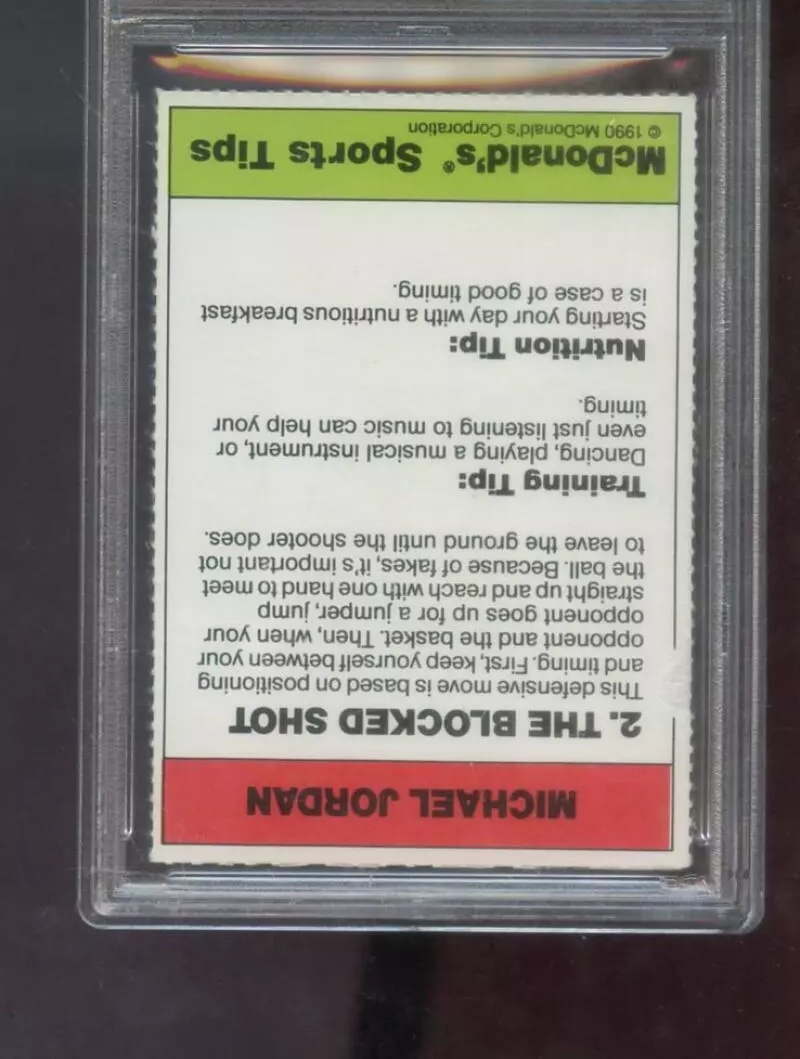 MICHAEL JORDAN
2. THE BLOCKED SHOT
This defensive move is based on positioning
and timing. First, keep yourself between your
opponent and the basket. Then, when your
opponent goes up for a jumper, jump
straight up and reach with one hand to meet
the ball. Because of fakes, it's important not
to leave the ground until the shooter does.
Training Tip:
Dancing, playing a musical instrument, or
even just listening to music can help your
timing.
Nutrition Tip:
Starting your day with a nutritious breakfast
is a case of good timing.
McDonald's® Sports Tips
© 1990 McDonald's Corporation